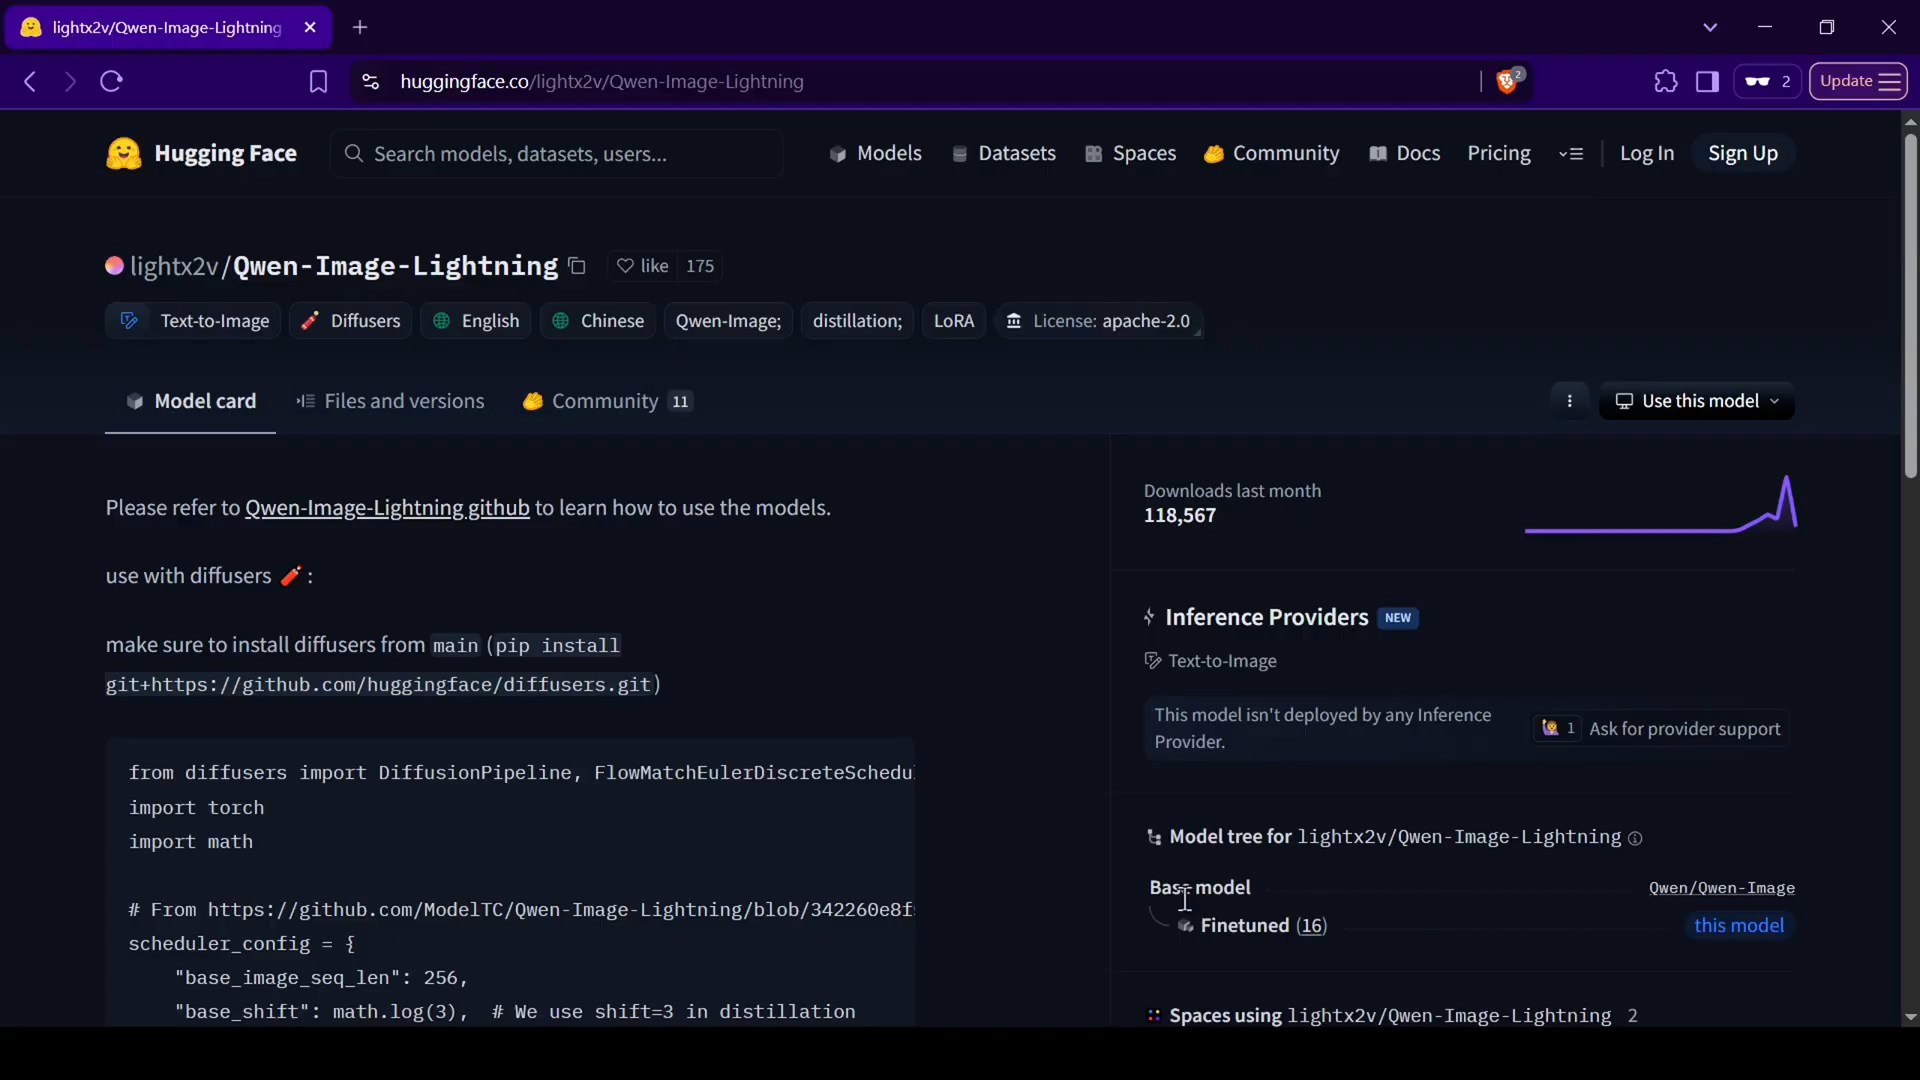 lightx2v/Qwen-Image-Lightning
huggingface.co/lightx2v/Qwen-Image-Lightning
2
2
Update
Hugging Face
Search models, datasets, users...
Models
Datasets
Spaces
Community
Docs
Pricing
Log In
Sign Up
lightx2v/Qwen-Image-Lightning
like 175
Text-to-Image
Diffusers
English
Chinese
Qwen-Image;
distillation;
LoRA
License: apache-2.0
Model card
Files and versions
Community 11
Use this model
Please refer to Qwen-Image-Lightning github to learn how to use the models.
use with diffusers 🧨 :
make sure to install diffusers from main (pip install
git+https://github.com/huggingface/diffusers.git)
from diffusers import DiffusionPipeline, FlowMatchEulerDiscreteSchedul
import torch
import math
# From https://github.com/ModelTC/Qwen-Image-Lightning/blob/342260e8f
scheduler_config = {
"base_image_seq_len": 256,
"base_shift": math.log(3), # We use shift=3 in distillation
Downloads last month
118,567
Inference Providers NEW
Text-to-Image
This model isn't deployed by any Inference
Provider.
1 Ask for provider support
Model tree for lightx2v/Qwen-Image-Lightning
Base model
Qwen/Qwen-Image
Finetuned (16)
this model
Spaces using lightx2v/Qwen-Image-Lightning 2